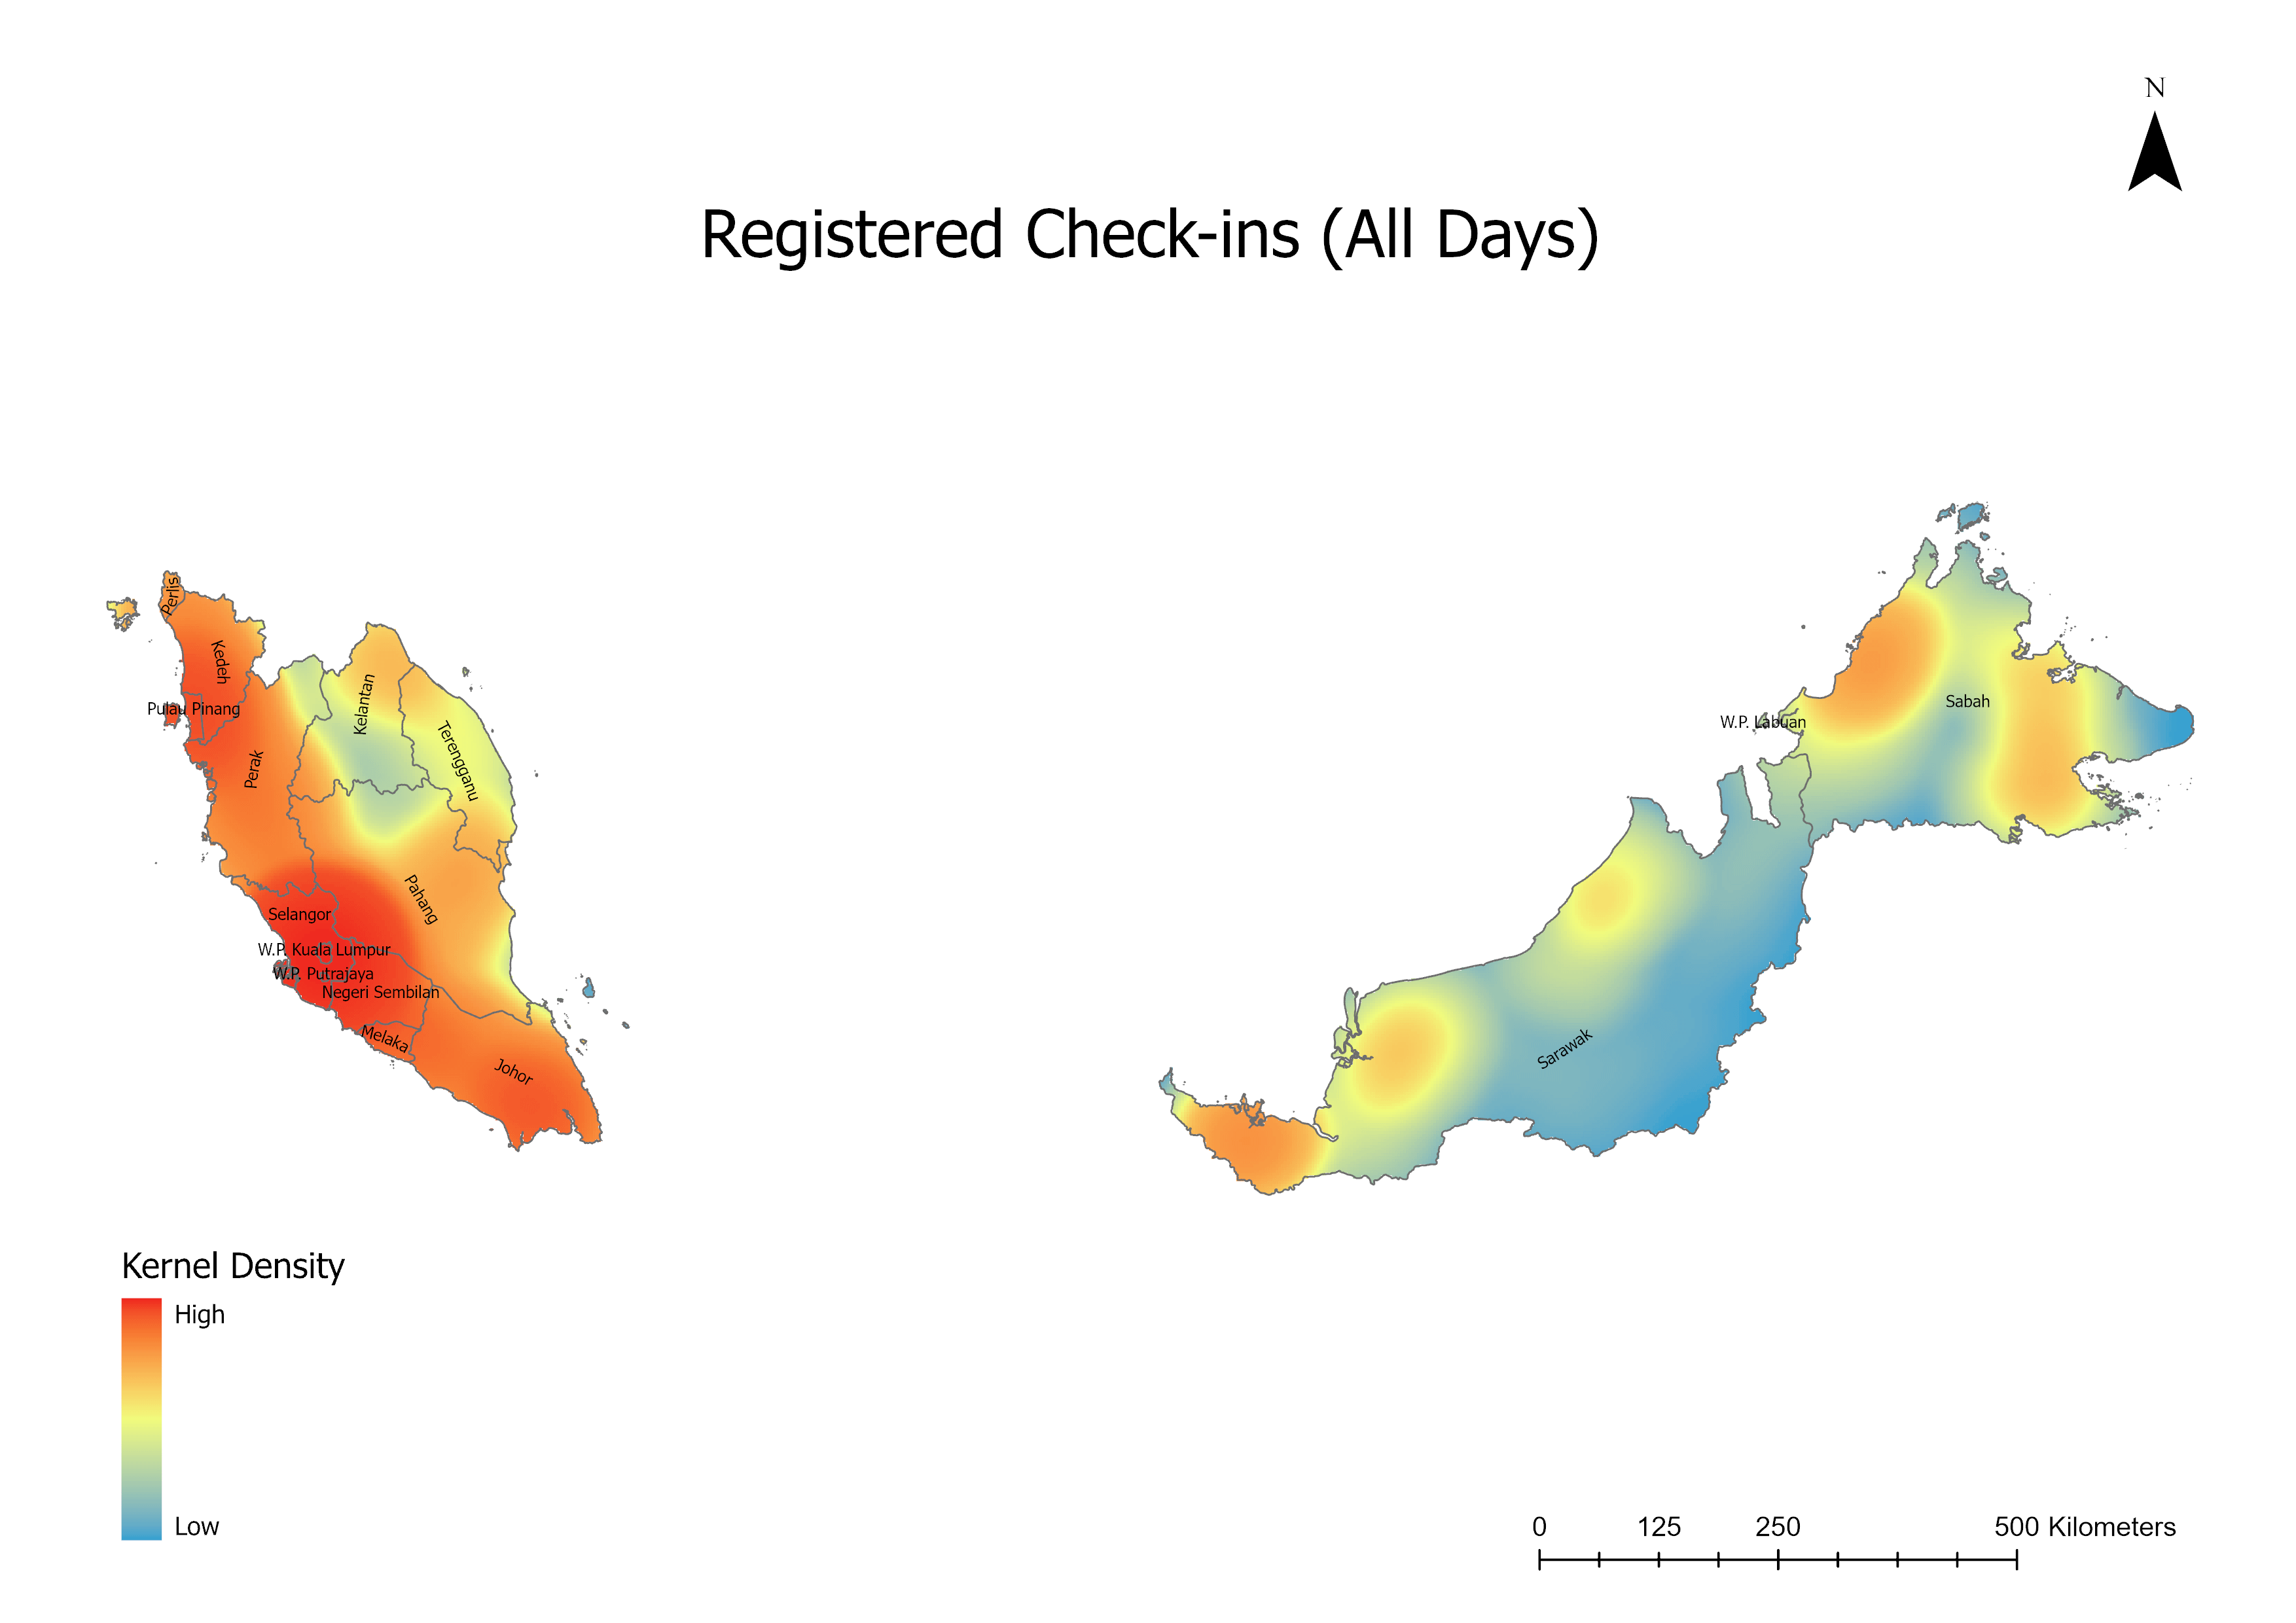 N
Registered Check-ins (All Days)
Perlis
Kedeh
Pulau Pinang
Perak
Kelantan
Terengganu
Pahang
Selangor
W.P. Kuala Lumpur
W.P. Putrajaya
Negeri Sembilan
Melaka
Johor
Sabah
W.P. Labuan
Sarawak
Kernel Density
High
Low
0 125 250 500 Kilometers